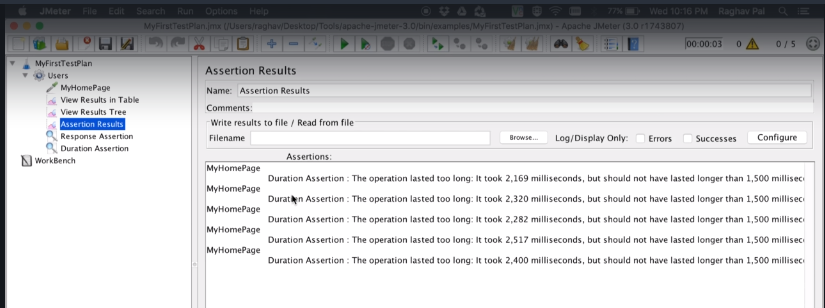 JMeter File Edit Search Run Options Help 77% Wed 10:16 PM Raghav Pal
MyFirstTestPlan.jmx (/Users/raghav/Desktop/Tools/apache-jmeter-3.0/bin/examples/MyFirstTestPlan.jmx) - Apache JMeter (3.0 r1743807)
00:00:03 0 0 / 5
MyFirstTestPlan
Users
MyHomePage
View Results in Table
View Results Tree
Assertion Results
Response Assertion
Duration Assertion
WorkBench
Assertion Results
Name: Assertion Results
Comments:
Write results to file / Read from file
Filename Browse... Log/Display Only: Errors Successes Configure
Assertions:
MyHomePage
Duration Assertion : The operation lasted too long: It took 2,169 milliseconds, but should not have lasted longer than 1,500 millisec
MyHomePage
Duration Assertion : The operation lasted too long: It took 2,320 milliseconds, but should not have lasted longer than 1,500 millisec
MyHomePage
Duration Assertion : The operation lasted too long: It took 2,282 milliseconds, but should not have lasted longer than 1,500 millisec
MyHomePage
Duration Assertion : The operation lasted too long: It took 2,517 milliseconds, but should not have lasted longer than 1,500 millisec
MyHomePage
Duration Assertion : The operation lasted too long: It took 2,400 milliseconds, but should not have lasted longer than 1,500 millisec